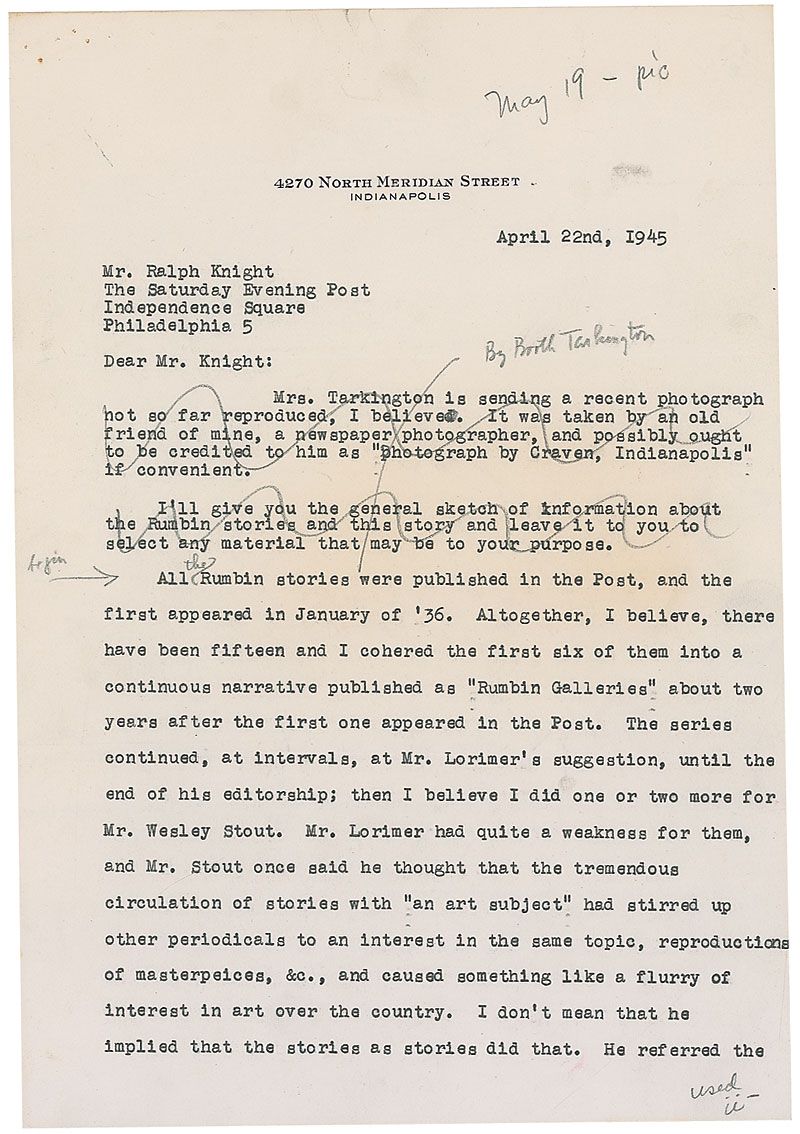 May 19 - pic
4270 North Meridian Street
INDIANAPOLIS
April 22nd, 1945
Mr. Ralph Knight
The Saturday Evening Post
Independence Square
Philadelphia 5
By Booth Tarkington
Dear Mr. Knight:
Mrs. Tarkington is sending a recent photograph
not so far reproduced, I believe. It was taken by an old
friend of mine, a newspaper photographer, and possibly ought
to be credited to him as "Photograph by Craven, Indianapolis"
if convenient.
I'll give you the general sketch of information about
the Rumbin stories and this story and leave it to you to
select any material that may be to your purpose.
begin
All the Rumbin stories were published in the Post, and the
first appeared in January of '36. Altogether, I believe, there
have been fifteen and I cohered the first six of them into a
continuous narrative published as "Rumbin Galleries" about two
years after the first one appeared in the Post. The series
continued, at intervals, at Mr. Lorimer's suggestion, until the
end of his editorship; then I believe I did one or two more for
Mr. Wesley Stout. Mr. Lorimer had quite a weakness for them,
and Mr. Stout once said he thought that the tremendous
circulation of stories with "an art subject" had stirred up
other periodicals to an interest in the same topic, reproductions
of masterpeices, &c., and caused something like a flurry of
interest in art over the country. I don't mean that he
implied that the stories as stories did that. He referred the
used